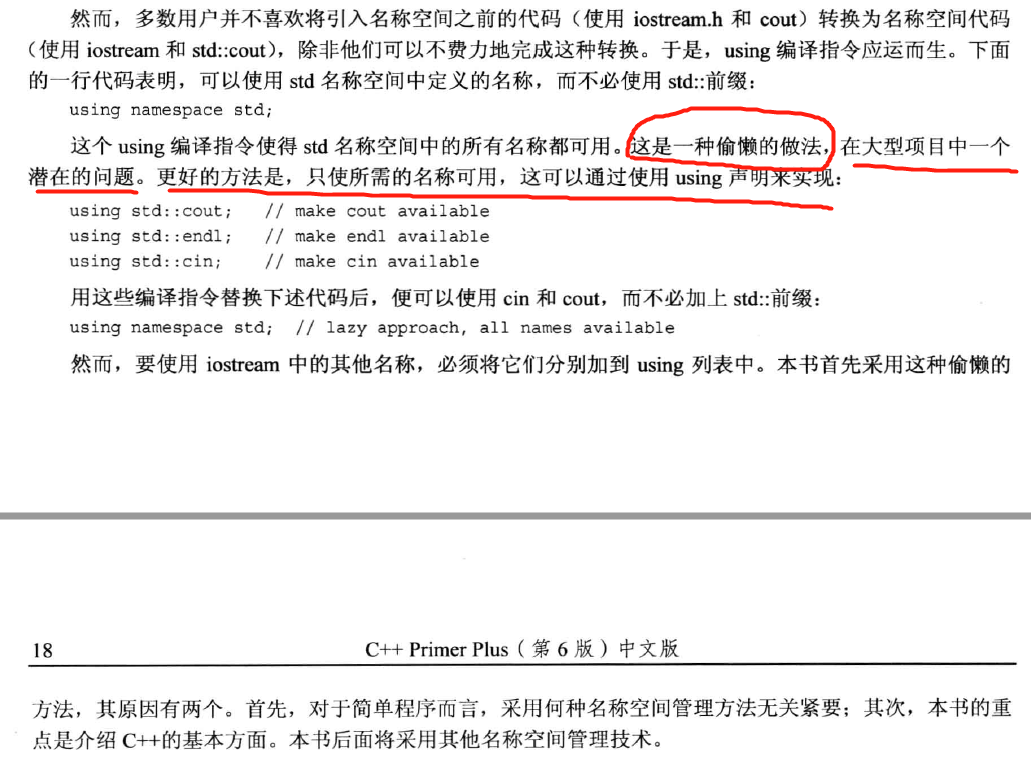 然而，多数用户并不喜欢将引入名称空间之前的代码（使用 iostream.h 和 cout）转换为名称空间代码
（使用 iostream 和 std::cout），除非他们可以不费力地完成这种转换。于是，using 编译指令应运而生。下面
的一行代码表明，可以使用 std 名称空间中定义的名称，而不必使用 std::前缀：
using namespace std;
这个 using 编译指令使得 std 名称空间中的所有名称都可用。这是一种偷懒的做法，在大型项目中一个
潜在的问题。更好的方法是，只使所需的名称可用，这可以通过使用 using 声明来实现：
using std::cout;   // make cout available
using std::endl;   // make endl available
using std::cin;    // make cin available
用这些编译指令替换下述代码后，便可以使用 cin 和 cout，而不必加上 std::前缀：
using namespace std;  // lazy approach, all names available
然而，要使用 iostream 中的其他名称，必须将它们分别加到 using 列表中。本书首先采用这种偷懒的
18 C++ Primer Plus（第 6 版）中文版
方法，其原因有两个。首先，对于简单程序而言，采用何种名称空间管理方法无关紧要；其次，本书的重
点是介绍 C++的基本方面。本书后面将采用其他名称空间管理技术。